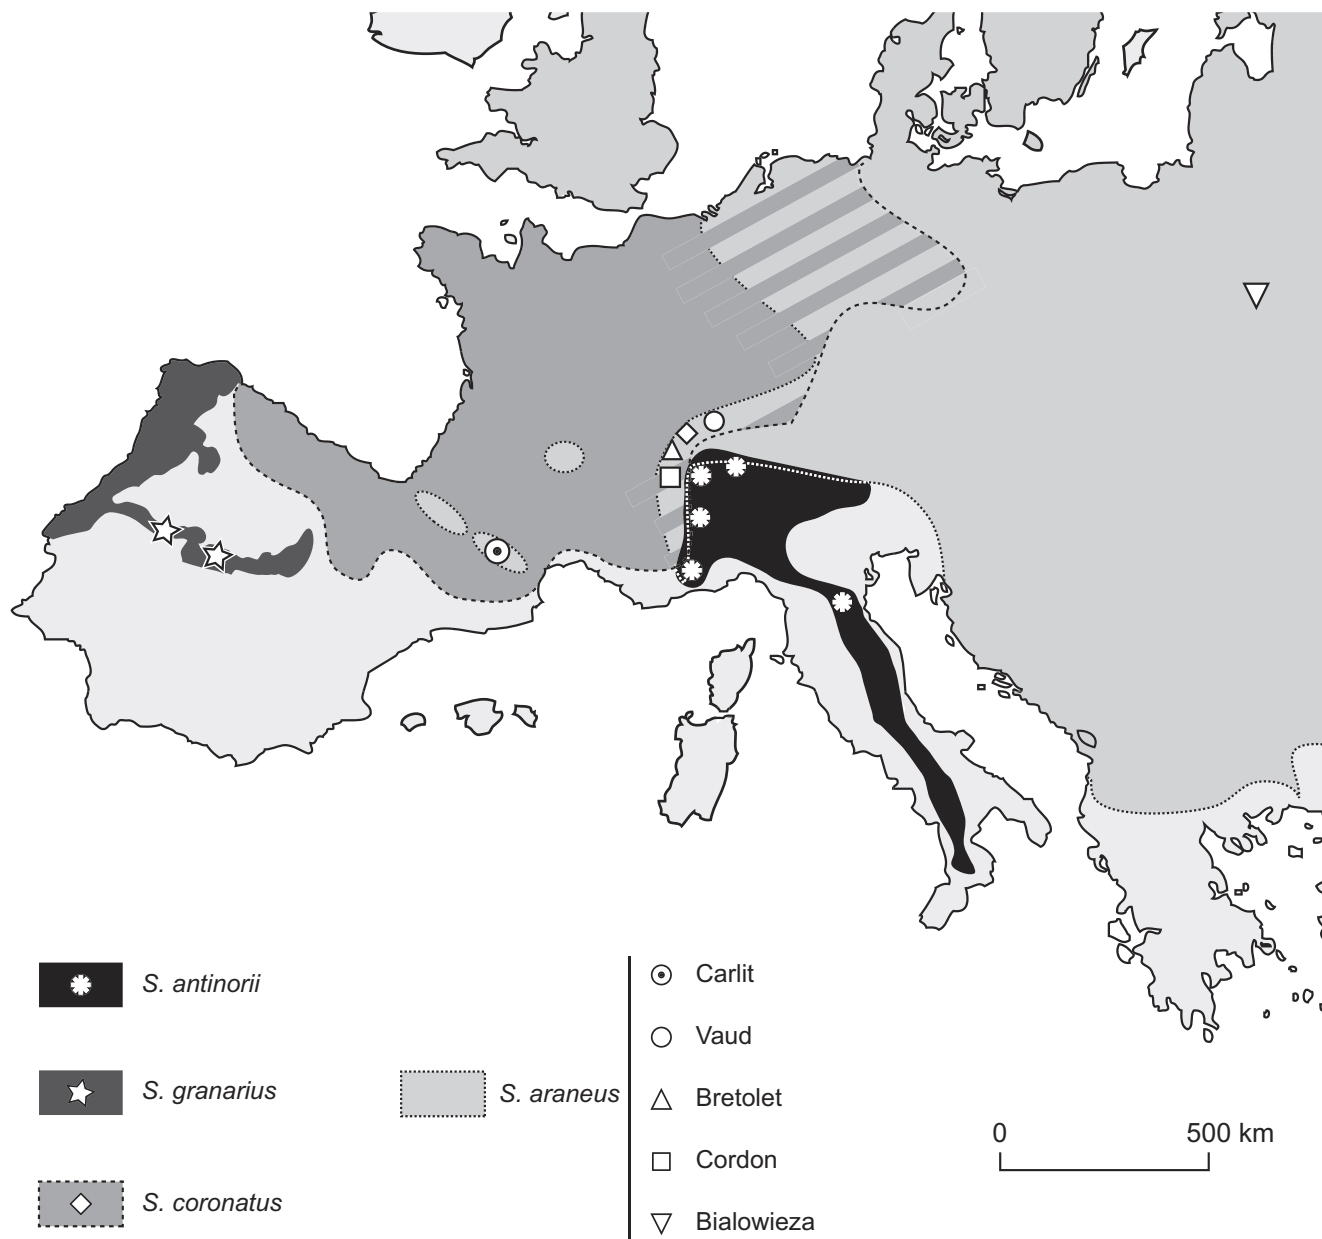 S. antinorii
S. granarius
S. coronatus
S. araneus
Carlit
Vaud
Bretolet
Cordon
Bialowieza
0 500 km